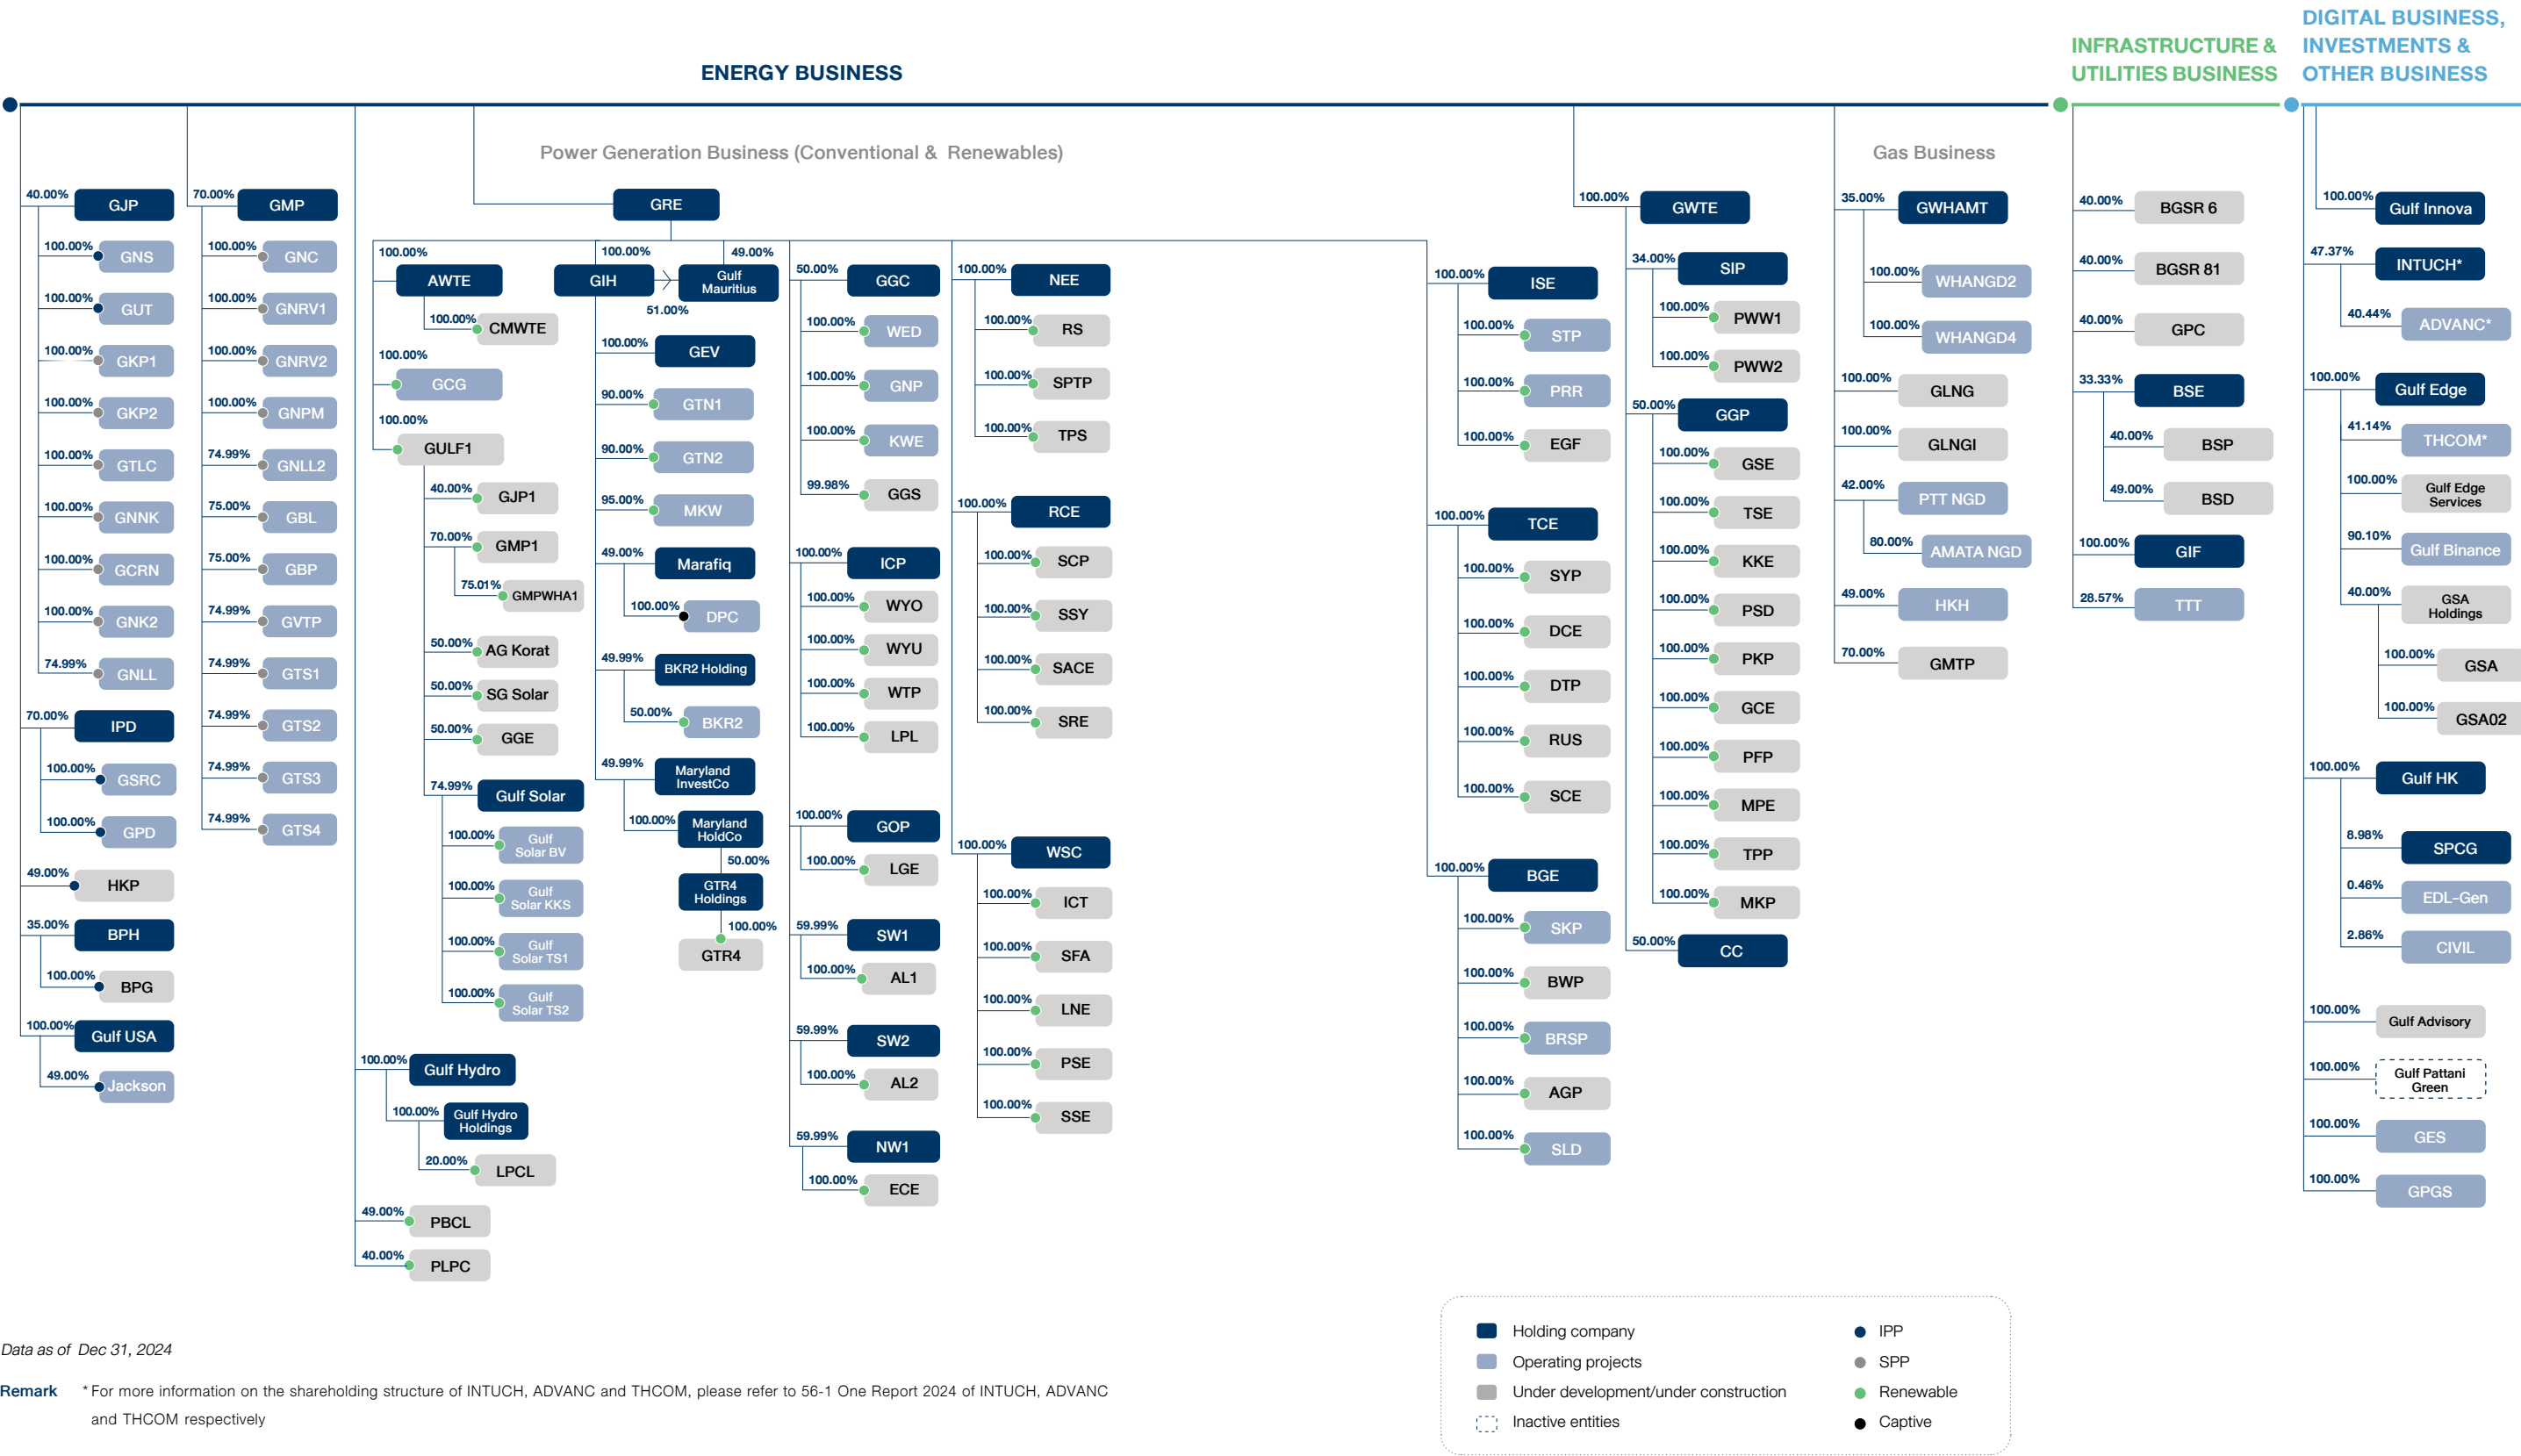 DIGITAL BUSINESS,
INVESTMENTS &
OTHER BUSINESS
INFRASTRUCTURE &
UTILITIES BUSINESS
ENERGY BUSINESS
Power Generation Business (Conventional & Renewables)
Gas Business
40.00%
GJP
100.00%
GNS
100.00%
GUT
100.00%
GKP1
100.00%
GKP2
100.00%
GTLC
100.00%
GNNK
100.00%
GCRN
100.00%
GNK2
74.99%
GNLL
70.00%
IPD
100.00%
GSRC
100.00%
GPD
49.00%
HKP
35.00%
BPH
100.00%
BPG
100.00%
Gulf USA
49.00%
Jackson
70.00%
GMP
100.00%
GNC
100.00%
GNRV1
100.00%
GNRV2
100.00%
GNPM
74.99%
GNLL2
75.00%
GBL
75.00%
GBP
74.99%
GVTP
74.99%
GTS1
74.99%
GTS2
74.99%
GTS3
74.99%
GTS4
GRE
100.00%
AWTE
100.00%
CMWTE
100.00%
GCG
100.00%
GULF1
40.00%
GJP1
70.00%
GMP1
75.01%
GMPWHA1
50.00%
AG Korat
50.00%
SG Solar
50.00%
GGE
74.99%
Gulf Solar
100.00%
Gulf
Solar BV
100.00%
Gulf
Solar KKS
100.00%
Gulf
Solar TS1
100.00%
Gulf
Solar TS2
100.00%
Gulf Hydro
100.00%
Gulf Hydro
Holdings
20.00%
LPCL
49.00%
PBCL
40.00%
PLPC
100.00%
GIH
49.00%
Gulf
Mauritius
51.00%
100.00%
GEV
90.00%
GTN1
90.00%
GTN2
95.00%
MKW
49.00%
Marafiq
100.00%
DPC
49.99%
BKR2 Holding
50.00%
BKR2
49.99%
Maryland
InvestCo
100.00%
Maryland
HoldCo
50.00%
GTR4
Holdings
100.00%
GTR4
50.00%
GGC
100.00%
WED
100.00%
GNP
100.00%
KWE
99.98%
GGS
100.00%
ICP
100.00%
WYO
100.00%
WYU
100.00%
WTP
100.00%
LPL
100.00%
GOP
100.00%
LGE
59.99%
SW1
100.00%
AL1
59.99%
SW2
100.00%
AL2
59.99%
NW1
100.00%
ECE
100.00%
NEE
100.00%
RS
100.00%
SPTP
100.00%
TPS
100.00%
RCE
100.00%
SCP
100.00%
SSY
100.00%
SACE
100.00%
SRE
100.00%
WSC
100.00%
ICT
100.00%
SFA
100.00%
LNE
100.00%
PSE
100.00%
SSE
100.00%
ISE
100.00%
STP
100.00%
PRR
100.00%
EGF
100.00%
TCE
100.00%
SYP
100.00%
DCE
100.00%
DTP
100.00%
RUS
100.00%
SCE
100.00%
BGE
100.00%
SKP
100.00%
BWP
100.00%
BRSP
100.00%
AGP
100.00%
SLD
100.00%
GWTE
34.00%
SIP
100.00%
PWW1
100.00%
PWW2
50.00%
GGP
100.00%
GSE
100.00%
TSE
100.00%
KKE
100.00%
PSD
100.00%
PKP
100.00%
GCE
100.00%
PFP
100.00%
MPE
100.00%
TPP
100.00%
MKP
50.00%
CC
35.00%
GWHAMT
100.00%
WHANGD2
100.00%
WHANGD4
100.00%
GLNG
100.00%
GLNGI
42.00%
PTT NGD
80.00%
AMATA NGD
49.00%
HKH
70.00%
GMTP
40.00%
BGSR 6
40.00%
BGSR 81
40.00%
GPC
33.33%
BSE
40.00%
BSP
49.00%
BSD
100.00%
GIF
28.57%
TTT
100.00%
Gulf Innova
47.37%
INTUCH*
40.44%
ADVANC*
100.00%
Gulf Edge
41.14%
THCOM*
100.00%
Gulf Edge
Services
90.10%
Gulf Binance
40.00%
GSA
Holdings
100.00%
GSA
100.00%
GSA02
100.00%
Gulf HK
8.98%
SPCG
0.46%
EDL-Gen
2.86%
CIVIL
100.00%
Gulf Advisory
100.00%
Gulf Pattani
Green
100.00%
GES
100.00%
GPGS
Holding company
Operating projects
Under development/under construction
Inactive entities
IPP
SPP
Renewable
Captive
Data as of Dec 31, 2024
Remark * For more information on the shareholding structure of INTUCH, ADVANC and THCOM, please refer to 56-1 One Report 2024 of INTUCH, ADVANC
and THCOM respectively